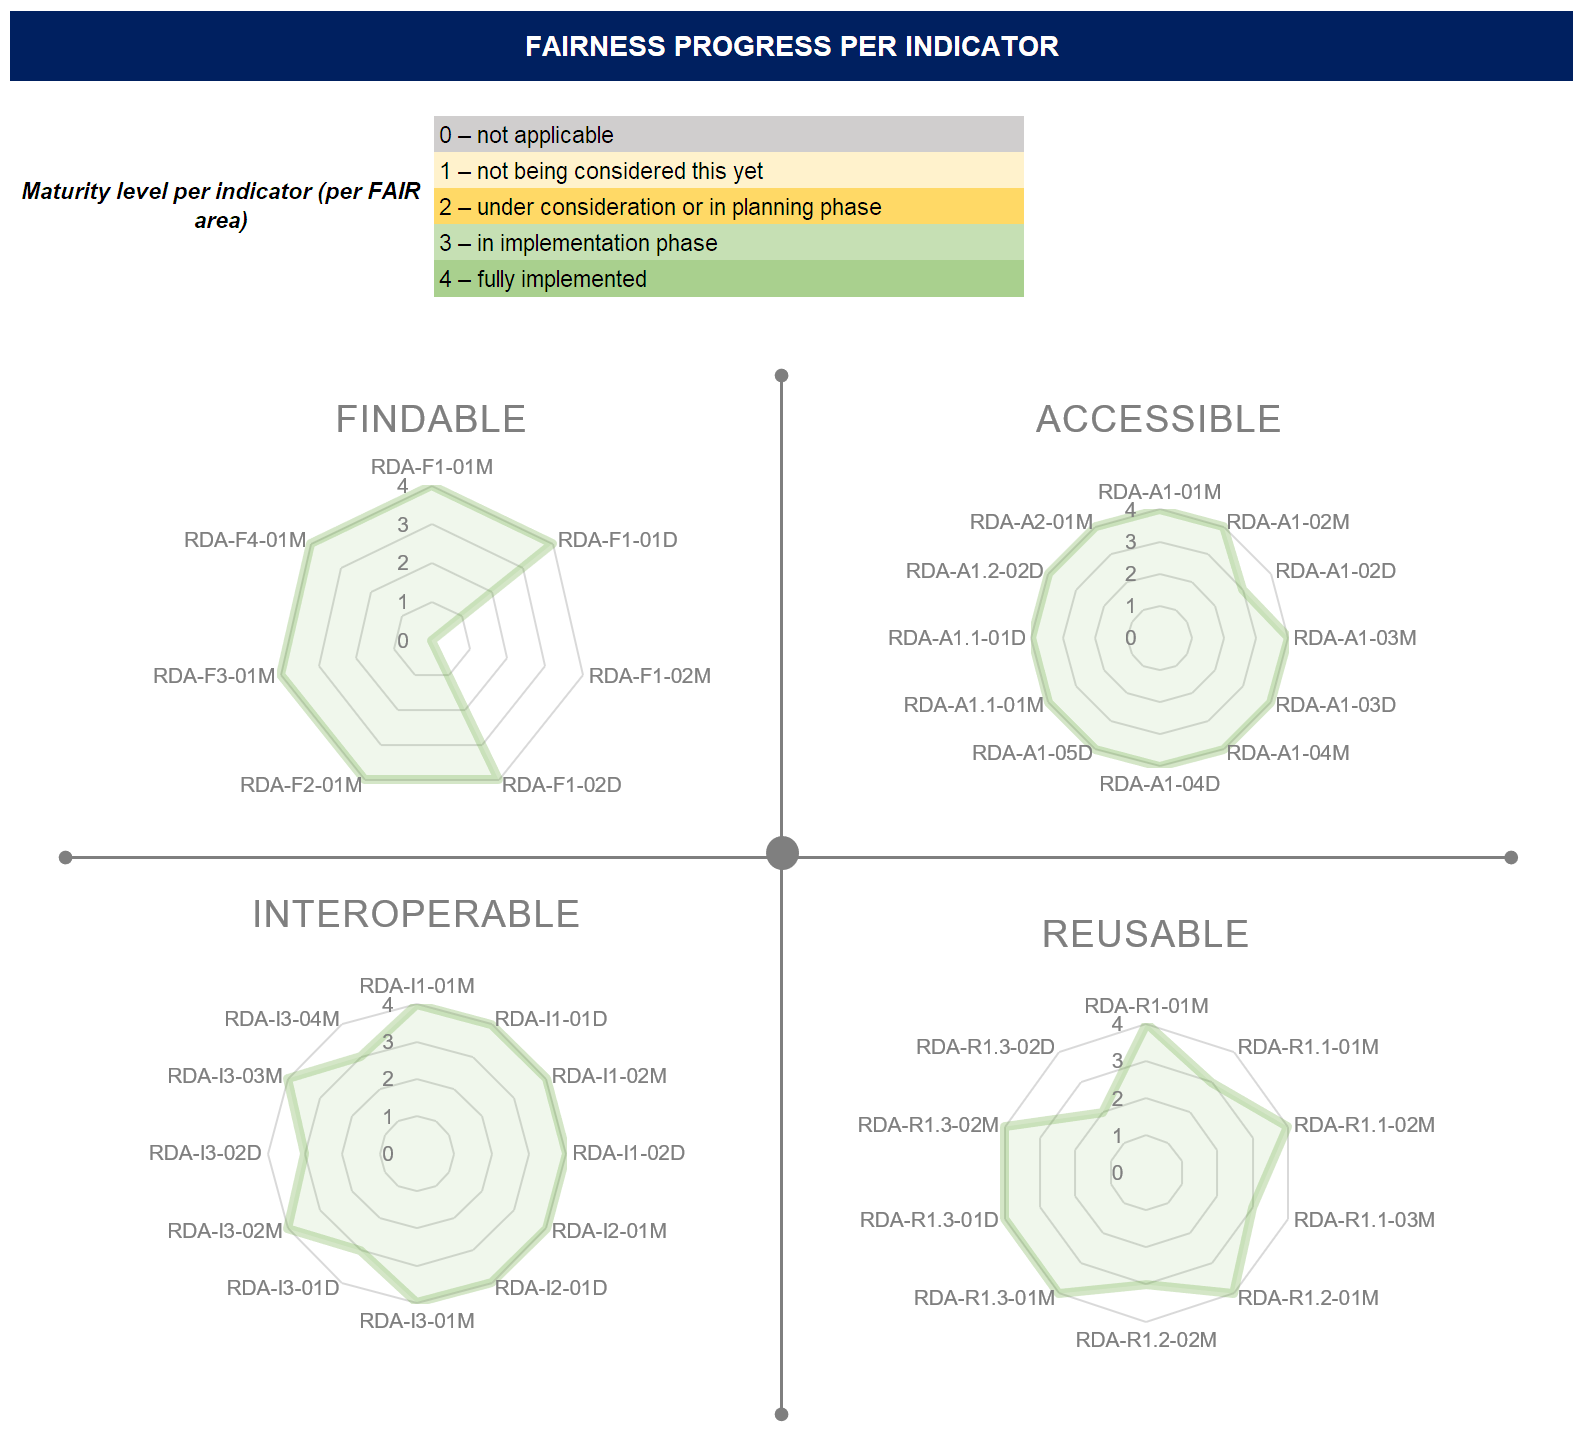 FAIRNESS PROGRESS PER INDICATOR
Maturity level per indicator (per FAIR
area)
0 – not applicable
1 – not being considered this yet
2 – under consideration or in planning phase
3 – in implementation phase
4 – fully implemented
FINDABLE
RDA-F1-01M
4
3
2
1
0
RDA-F1-01D
RDA-F1-02M
RDA-F1-02D
RDA-F2-01M
RDA-F3-01M
RDA-F4-01M
ACCESSIBLE
RDA-A1-01M
4
3
2
1
0
RDA-A1-02M
RDA-A1-02D
RDA-A1-03M
RDA-A1-03D
RDA-A1-04M
RDA-A1-04D
RDA-A1-05D
RDA-A1.1-01M
RDA-A1.1-01D
RDA-A1.2-02D
RDA-A2-01M
INTEROPERABLE
RDA-I1-01M
4
3
2
1
0
RDA-I1-01D
RDA-I1-02M
RDA-I1-02D
RDA-I2-01M
RDA-I2-01D
RDA-I3-01M
RDA-I3-01D
RDA-I3-02M
RDA-I3-02D
RDA-I3-03M
RDA-I3-04M
REUSABLE
RDA-R1-01M
4
3
2
1
0
RDA-R1.1-01M
RDA-R1.1-02M
RDA-R1.1-03M
RDA-R1.2-01M
RDA-R1.2-02M
RDA-R1.3-01M
RDA-R1.3-01D
RDA-R1.3-02M
RDA-R1.3-02D